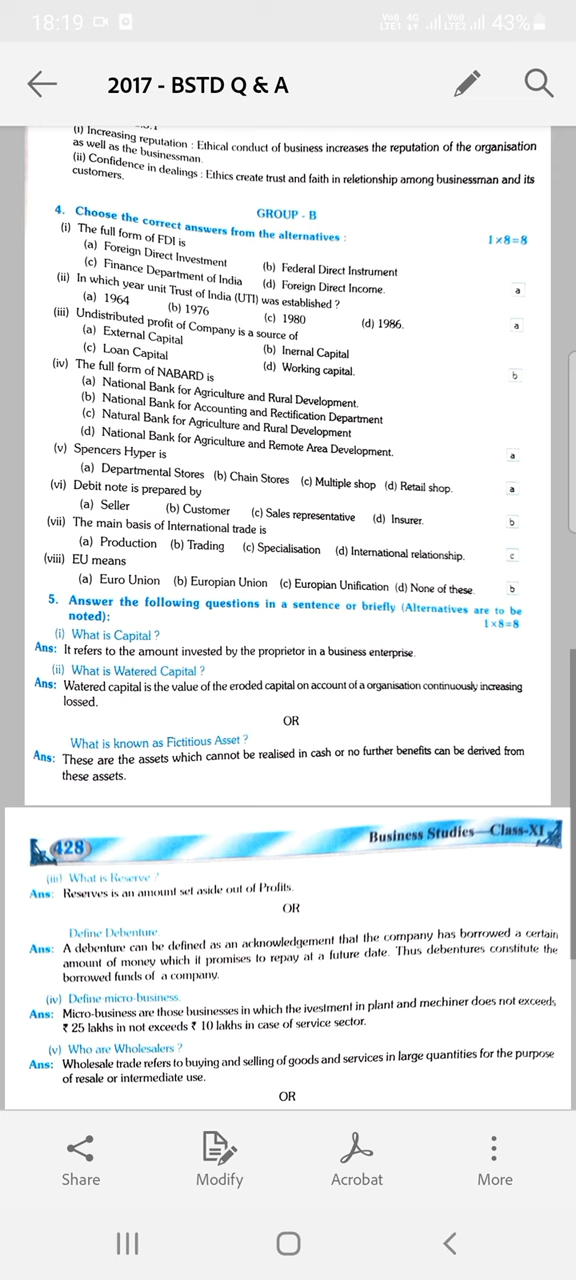 18:19 Vo9 LTE1 4G Vo9 LTE2 43%
2017 - BSTD Q & A
(i) Increasing reputation : Ethical conduct of business increases the reputation of the organisation
as well as the businessman.
(ii) Confidence in dealings : Ethics create trust and faith in reletionship among businessman and its
customers.
GROUP - B
4. Choose the correct answers from the alternatives : 1×8=8
(i) The full form of FDI is
(a) Foreign Direct Investment (b) Federal Direct Instrument
(c) Finance Department of India (d) Foreign Direct Income. a
(ii) In which year unit Trust of India (UTI) was established ?
(a) 1964 (b) 1976 (c) 1980 (d) 1986. a
(iii) Undistributed profit of Company is a source of
(a) External Capital (b) Inernal Capital
(c) Loan Capital (d) Working capital. b
(iv) The full form of NABARD is
(a) National Bank for Agriculture and Rural Development.
(b) National Bank for Accounting and Rectification Department
(c) Natural Bank for Agriculture and Rural Development
(d) National Bank for Agriculture and Remote Area Development. a
(v) Spencers Hyper is
(a) Departmental Stores (b) Chain Stores (c) Multiple shop (d) Retail shop. a
(vi) Debit note is prepared by
(a) Seller (b) Customer (c) Sales representative (d) Insurer. b
(vii) The main basis of International trade is
(a) Production (b) Trading (c) Specialisation (d) International relationship. c
(viii) EU means
(a) Euro Union (b) Europian Union (c) Europian Unification (d) None of these. b
5. Answer the following questions in a sentence or briefly (Alternatives are to be
noted): 1×8=8
(i) What is Capital ?
Ans: It refers to the amount invested by the proprietor in a business enterprise.
(ii) What is Watered Capital ?
Ans: Watered capital is the value of the eroded capital on account of a organisation continuously increasing
lossed.
OR
What is known as Fictitious Asset ?
Ans: These are the assets which cannot be realised in cash or no further benefits can be derived from
these assets.
428 Business Studies—Class-XI
(iii) What is Reserve ?
Ans: Reserves is an amount set aside out of Profits.
OR
Define Debenture.
Ans: A debenture can be defined as an acknowledgement that the company has borrowed a certain
amount of money which it promises to repay at a future date. Thus debentures constitute the
borrowed funds of a company.
(iv) Define micro-business.
Ans: Micro-business are those businesses in which the ivestment in plant and mechiner does not exceeds
₹ 25 lakhs in not exceeds ₹ 10 lakhs in case of service sector.
(v) Who are Wholesalers ?
Ans: Wholesale trade refers to buying and selling of goods and services in large quantities for the purpose
of resale or intermediate use.
OR
Share Modify Acrobat More